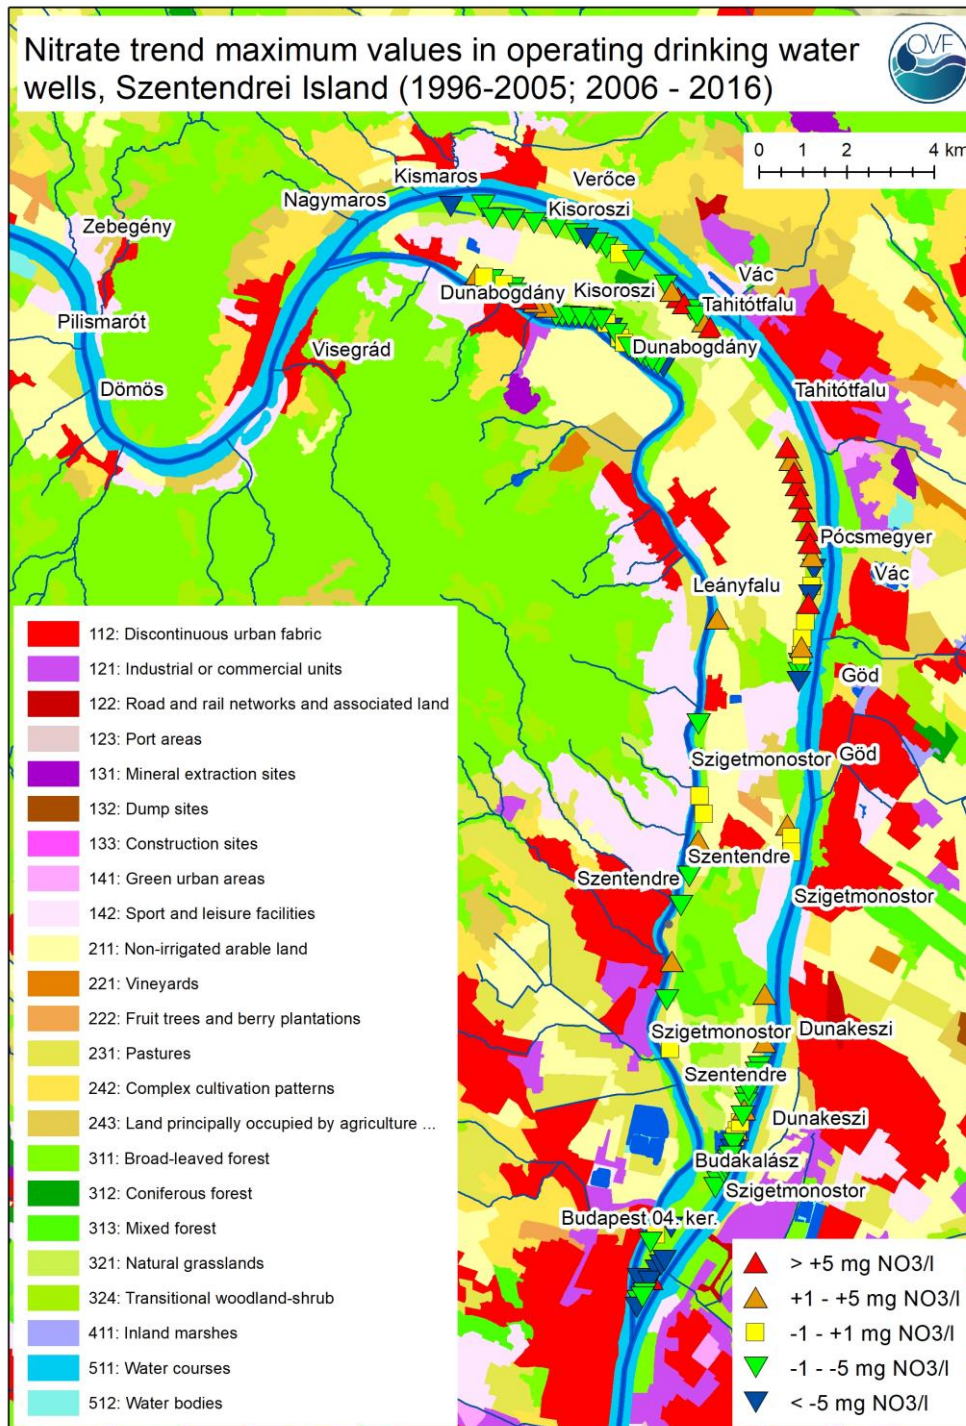 Nitrate trend maximum values in operating drinking water
wells, Szentendrei Island (1996-2005; 2006 - 2016)
OVF
0 1 2 4 km
Kismaros
Verőce
Nagymaros
Kisoroszi
Zebegény
Vác
Dunabogdány
Kisoroszi
Tahitótfalu
Pilismarót
Visegrád
Dunabogdány
Dömös
Tahitótfalu
Pócsmegyer
Vác
Leányfalu
Göd
Szigetmonostor
Göd
Szentendre
Szentendre
Szigetmonostor
Szigetmonostor
Dunakeszi
Szentendre
Dunakeszi
Budakalász
Szigetmonostor
Budapest 04. ker.
112: Discontinuous urban fabric
121: Industrial or commercial units
122: Road and rail networks and associated land
123: Port areas
131: Mineral extraction sites
132: Dump sites
133: Construction sites
141: Green urban areas
142: Sport and leisure facilities
211: Non-irrigated arable land
221: Vineyards
222: Fruit trees and berry plantations
231: Pastures
242: Complex cultivation patterns
243: Land principally occupied by agriculture ...
311: Broad-leaved forest
312: Coniferous forest
313: Mixed forest
321: Natural grasslands
324: Transitional woodland-shrub
411: Inland marshes
511: Water courses
512: Water bodies
> +5 mg NO3/l
+1 - +5 mg NO3/l
-1 - +1 mg NO3/l
-1 - -5 mg NO3/l
< -5 mg NO3/l